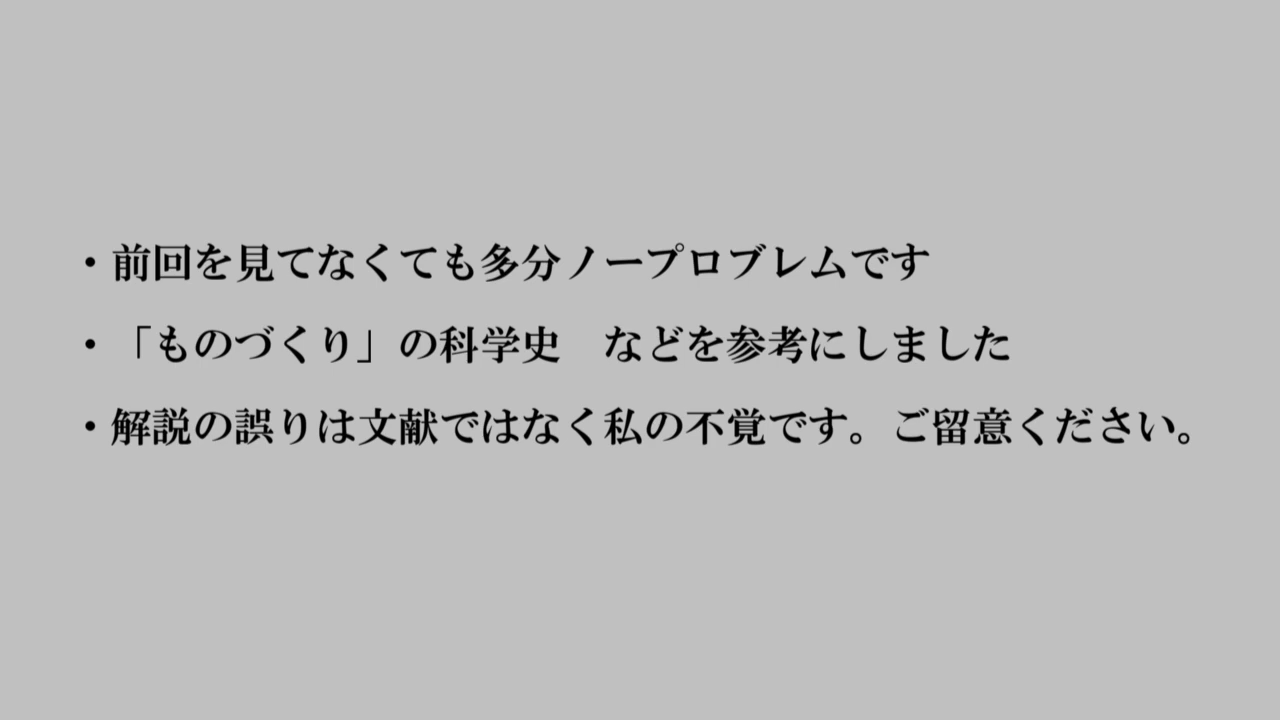 ・前回を見てなくても多分ノープロブレムです
・「ものづくり」の科学史　などを参考にしました
・解説の誤りは文献ではなく私の不覚です。ご留意ください。